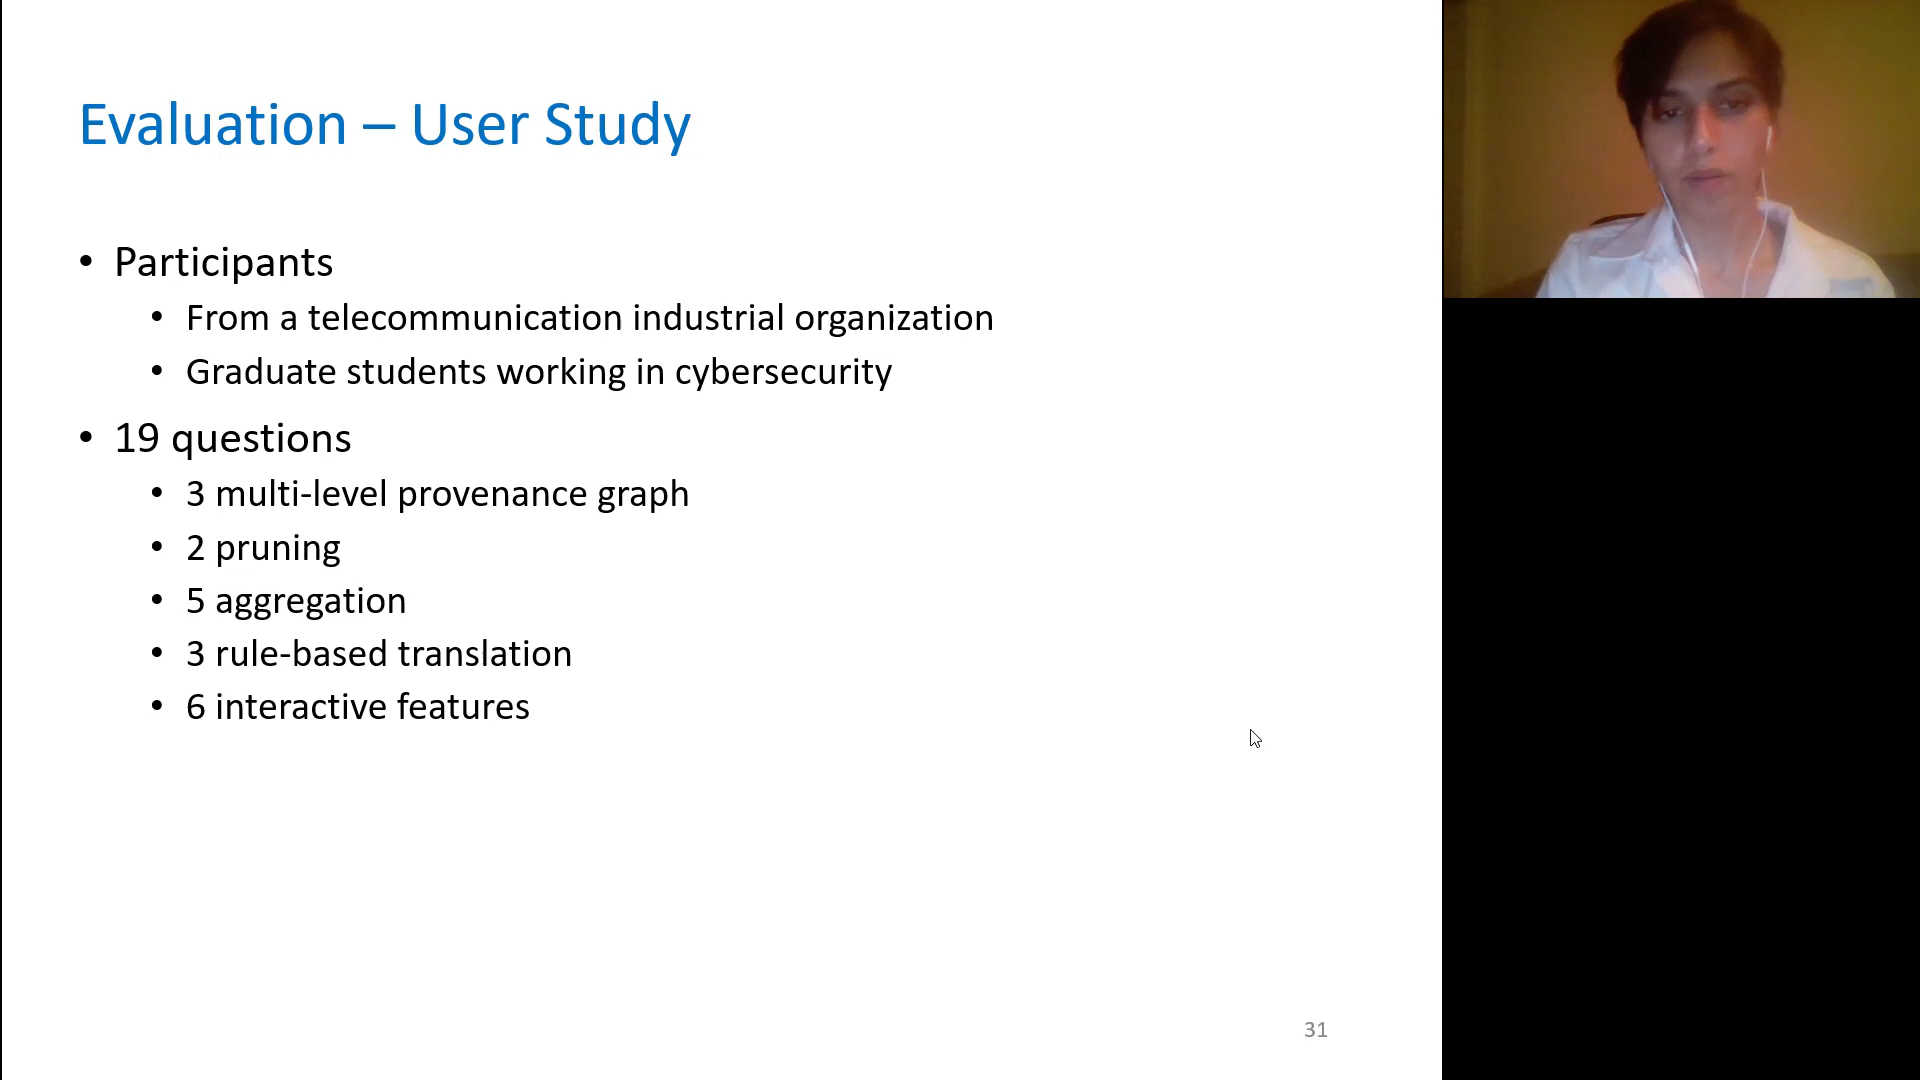 Evaluation – User Study
• Participants
• From a telecommunication industrial organization
• Graduate students working in cybersecurity
• 19 questions
• 3 multi-level provenance graph
• 2 pruning
• 5 aggregation
• 3 rule-based translation
• 6 interactive features
31